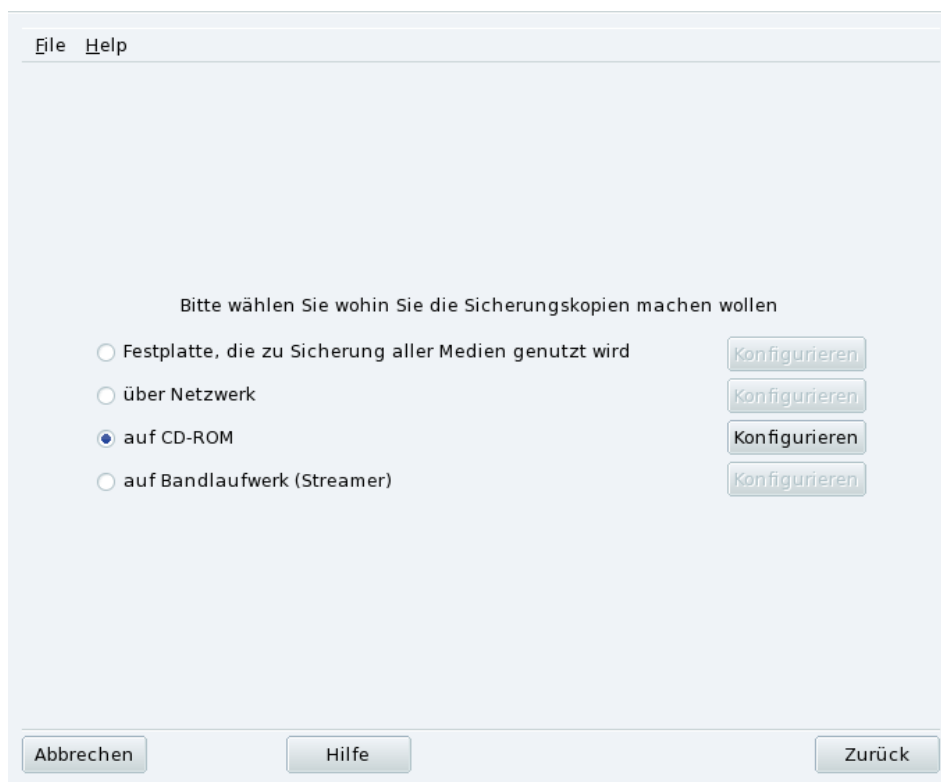 File Help
Bitte wählen Sie wohin Sie die Sicherungskopien machen wollen
Festplatte, die zu Sicherung aller Medien genutzt wird Konfigurieren
über Netzwerk Konfigurieren
auf CD-ROM Konfigurieren
auf Bandlaufwerk (Streamer) Konfigurieren
Abbrechen Hilfe Zurück